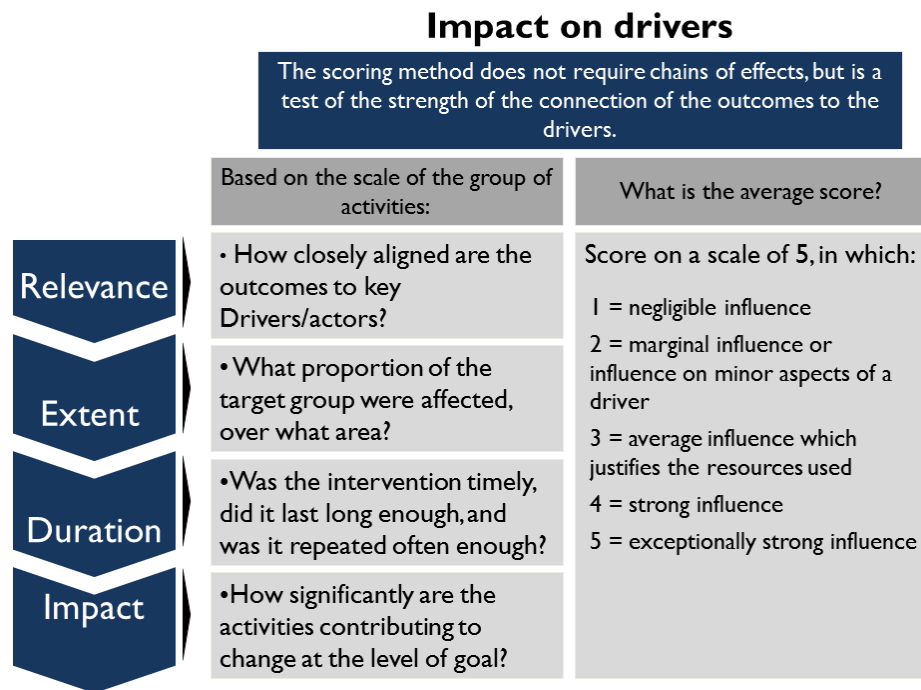 Impact on drivers
The scoring method does not require chains of effects, but is a
test of the strength of the connection of the outcomes to the
drivers.
Based on the scale of the group of
activities:
What is the average score?
Relevance
• How closely aligned are the
outcomes to key
Drivers/actors?
Extent
•What proportion of the
target group were affected,
over what area?
Duration
•Was the intervention timely,
did it last long enough, and
was it repeated often enough?
Impact
•How significantly are the
activities contributing to
change at the level of goal?
Score on a scale of 5, in which:
1 = negligible influence
2 = marginal influence or
influence on minor aspects of a
driver
3 = average influence which
justifies the resources used
4 = strong influence
5 = exceptionally strong influence